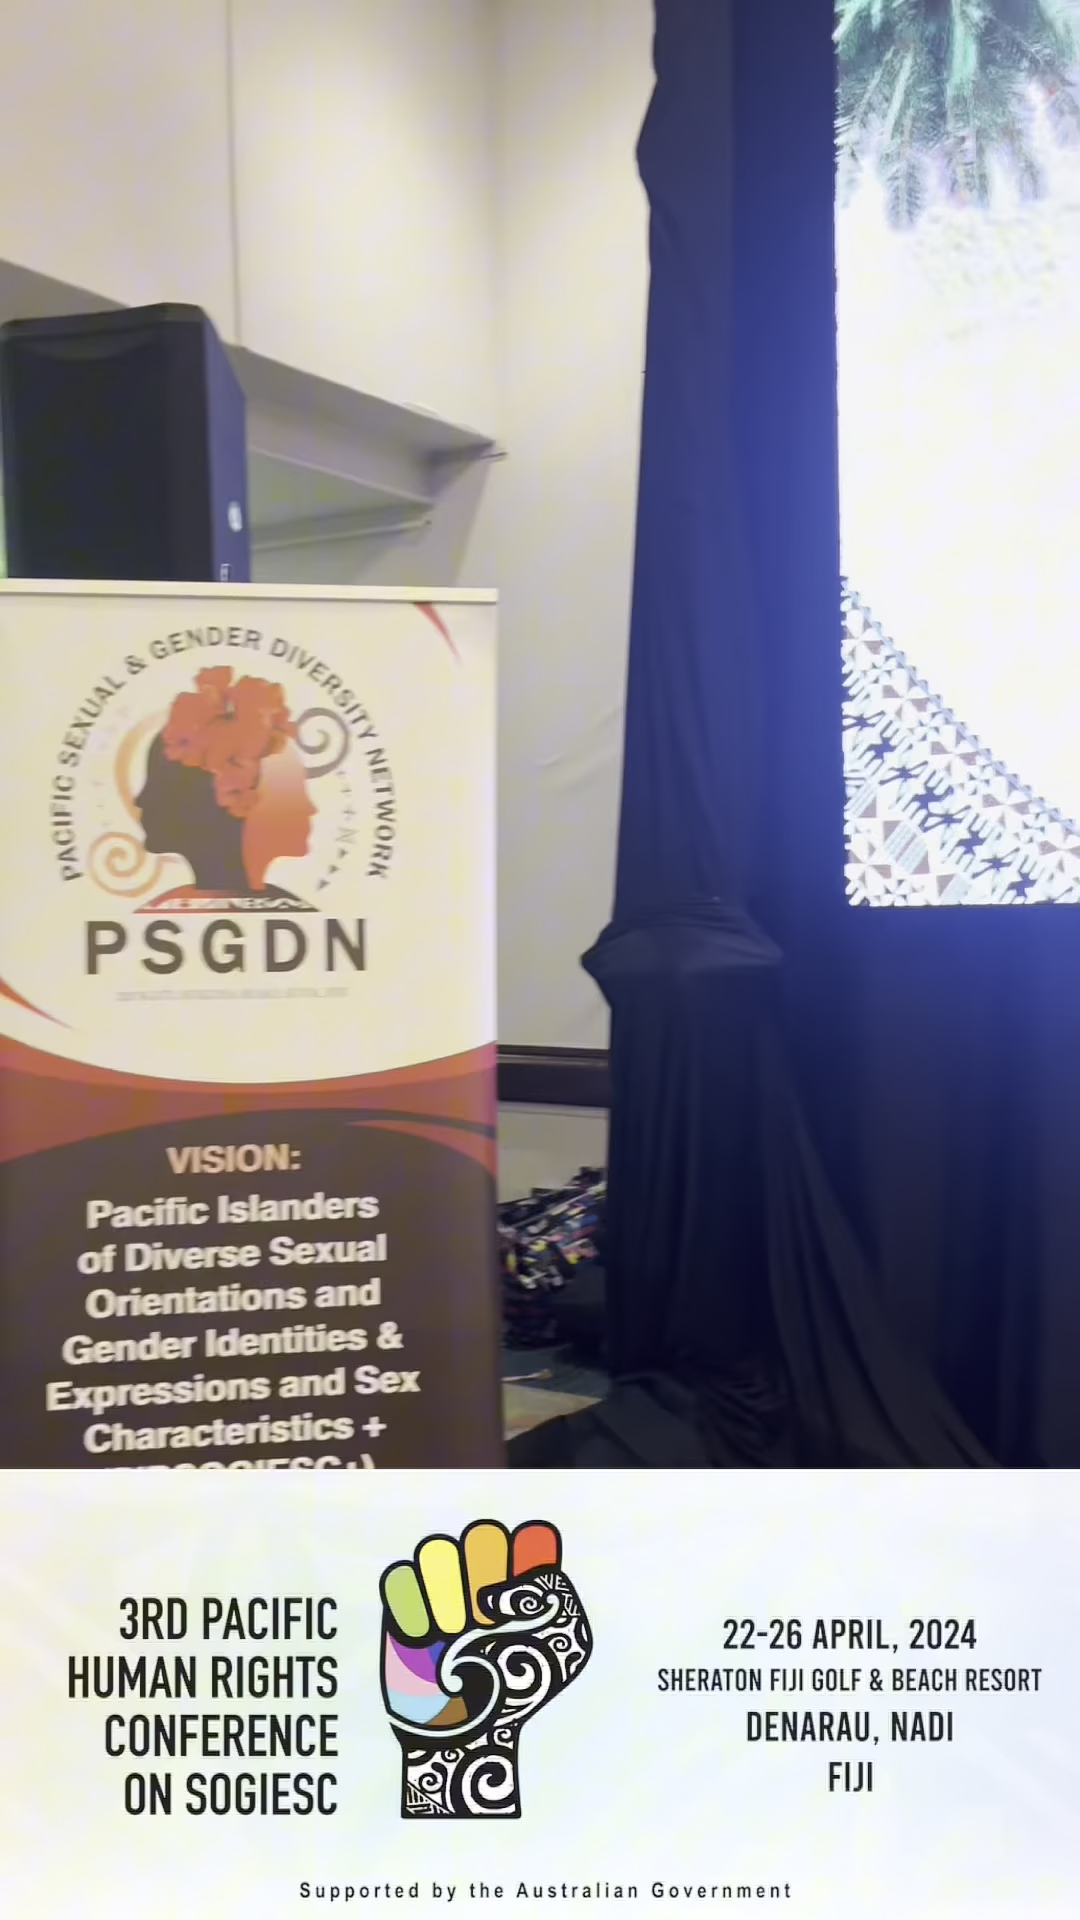 PACIFIC SEXUAL & GENDER DIVERSITY NETWORK
PSGDN
VISION:
Pacific Islanders
of Diverse Sexual
Orientations and
Gender Identities &
Expressions and Sex
Characteristics +
3RD PACIFIC
HUMAN RIGHTS
CONFERENCE
ON SOGIESC
22-26 APRIL, 2024
SHERATON FIJI GOLF & BEACH RESORT
DENARAU, NADI
FIJI
Supported by the Australian Government